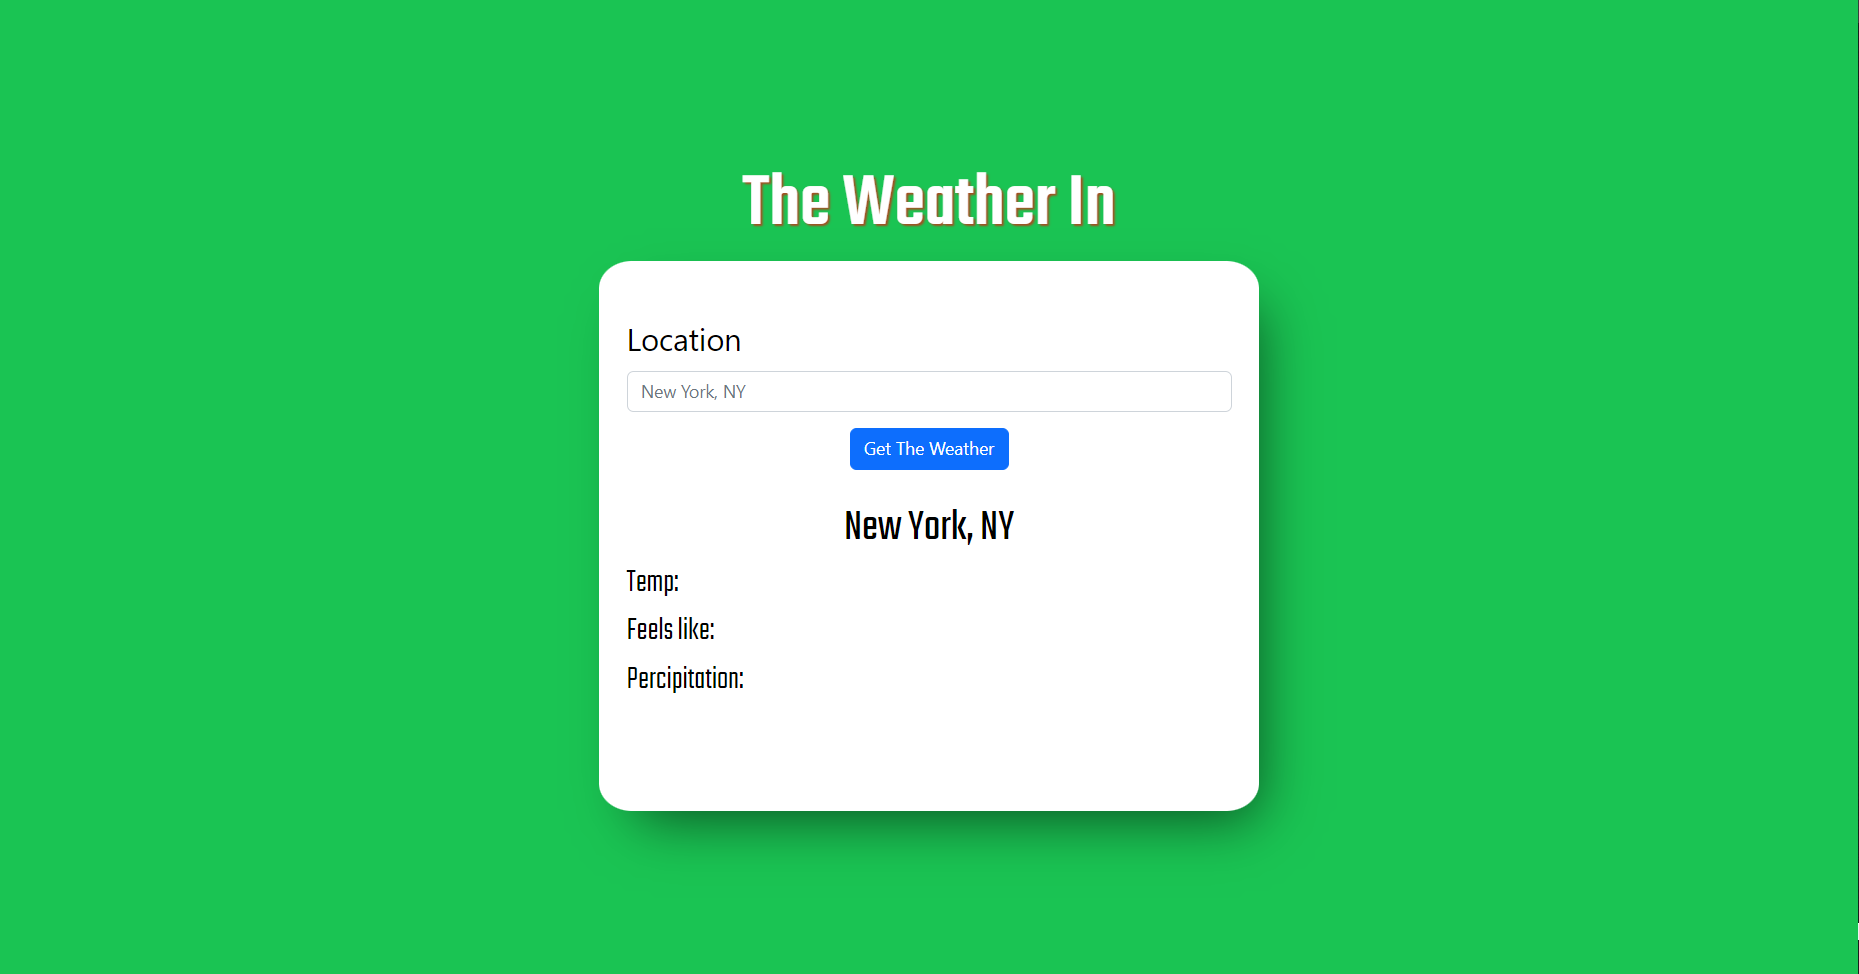 The Weather In
Location
New York, NY
Get The Weather
New York, NY
Temp:
Feels like:
Percipitation: